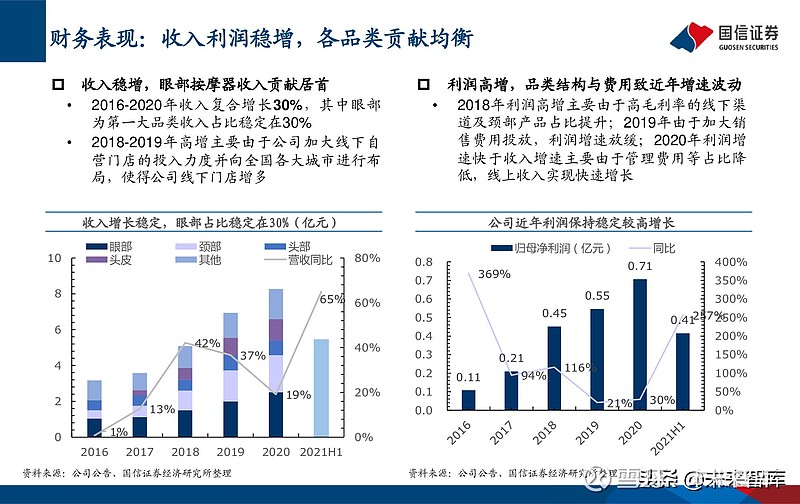 财务表现：收入利润稳增，各品类贡献均衡
国信证券
GUOSEN SECURITIES
收入稳增，眼部按摩器收入贡献居首
• 2016-2020年收入复合增长30%，其中眼部
为第一大品类收入占比稳定在30%
• 2018-2019年高增主要由于公司加大线下自
营门店的投入力度并向全国各大城市进行布
局，使得公司线下门店增多
利润高增，品类结构与费用致近年增速波动
• 2018年利润高增主要由于高毛利率的线下渠
道及颈部产品占比提升；2019年由于加大销
售费用投放，利润增速放缓；2020年利润增
速快于收入增速主要由于管理费用等占比降
低，线上收入实现快速增长
收入增长稳定，眼部占比稳定在30%（亿元）
眼部 颈部 头部
头皮 其他 营收同比
10
8
6
4
2
0
80%
60%
40%
20%
0%
1%
13%
42%
37%
19%
65%
2016 2017 2018 2019 2020 2021H1
资料来源：公司公告、国信证券经济研究所整理
公司近年利润保持稳定较高增长
归母净利润（亿元） 同比
0.8
0.7
0.6
0.5
0.4
0.3
0.2
0.1
0.0
400%
350%
300%
250%
200%
150%
100%
50%
0%
0.11
0.21
0.45
0.55
0.71
0.41
369%
94%
116%
21%
30%
257%
2016 2017 2018 2019 2020 2021H1
资料来源：公司公告、国信证券经济研究所整理